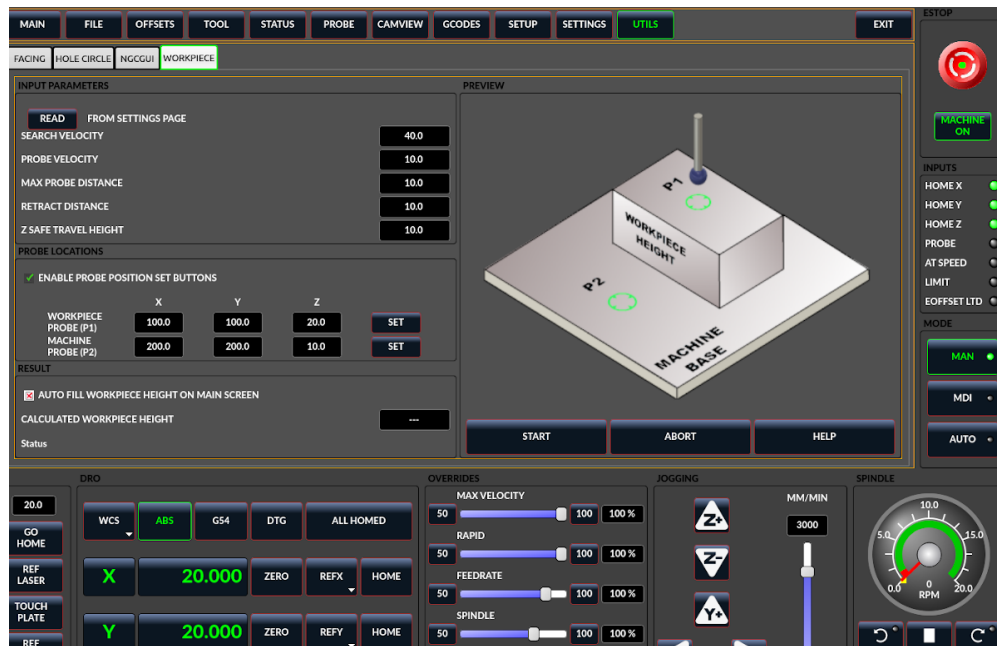 MAIN FILE OFFSETS TOOL STATUS PROBE CAMVIEW GCODES SETUP SETTINGS UTILS EXIT
FACING HOLE CIRCLE NGCGUI WORKPIECE
INPUT PARAMETERS
READ FROM SETTINGS PAGE
SEARCH VELOCITY 40.0
PROBE VELOCITY 10.0
MAX PROBE DISTANCE 10.0
RETRACT DISTANCE 10.0
Z SAFE TRAVEL HEIGHT 10.0
PROBE LOCATIONS
ENABLE PROBE POSITION SET BUTTONS
X Y Z
WORKPIECE
PROBE (P1) 100.0 100.0 20.0 SET
MACHINE
PROBE (P2) 200.0 200.0 10.0 SET
RESULT
AUTO FILL WORKPIECE HEIGHT ON MAIN SCREEN
CALCULATED WORKPIECE HEIGHT ---
Status
PREVIEW
P1
WORKPIECE
HEIGHT
P2
MACHINE
BASE
START ABORT HELP
ESTOP
MACHINE
ON
INPUTS
HOME X
HOME Y
HOME Z
PROBE
AT SPEED
LIMIT
EOFFSET LTD
MODE
MAN
MDI
AUTO
20.0
GO
HOME
REF
LASER
TOUCH
PLATE
REF
DRO
WCS ABS G54 DTG ALL HOMED
X 20.000 ZERO REFX HOME
Y 20.000 ZERO REFY HOME
OVERRIDES
MAX VELOCITY
50 100 100 %
RAPID
50 100 100 %
FEEDRATE
50 100 100 %
SPINDLE
50 100 100 %
JOGGING
Z+
Z-
Y+
MM/MIN
3000
SPINDLE
10.0
5.0 15.0
0.0 0 20.0
RPM